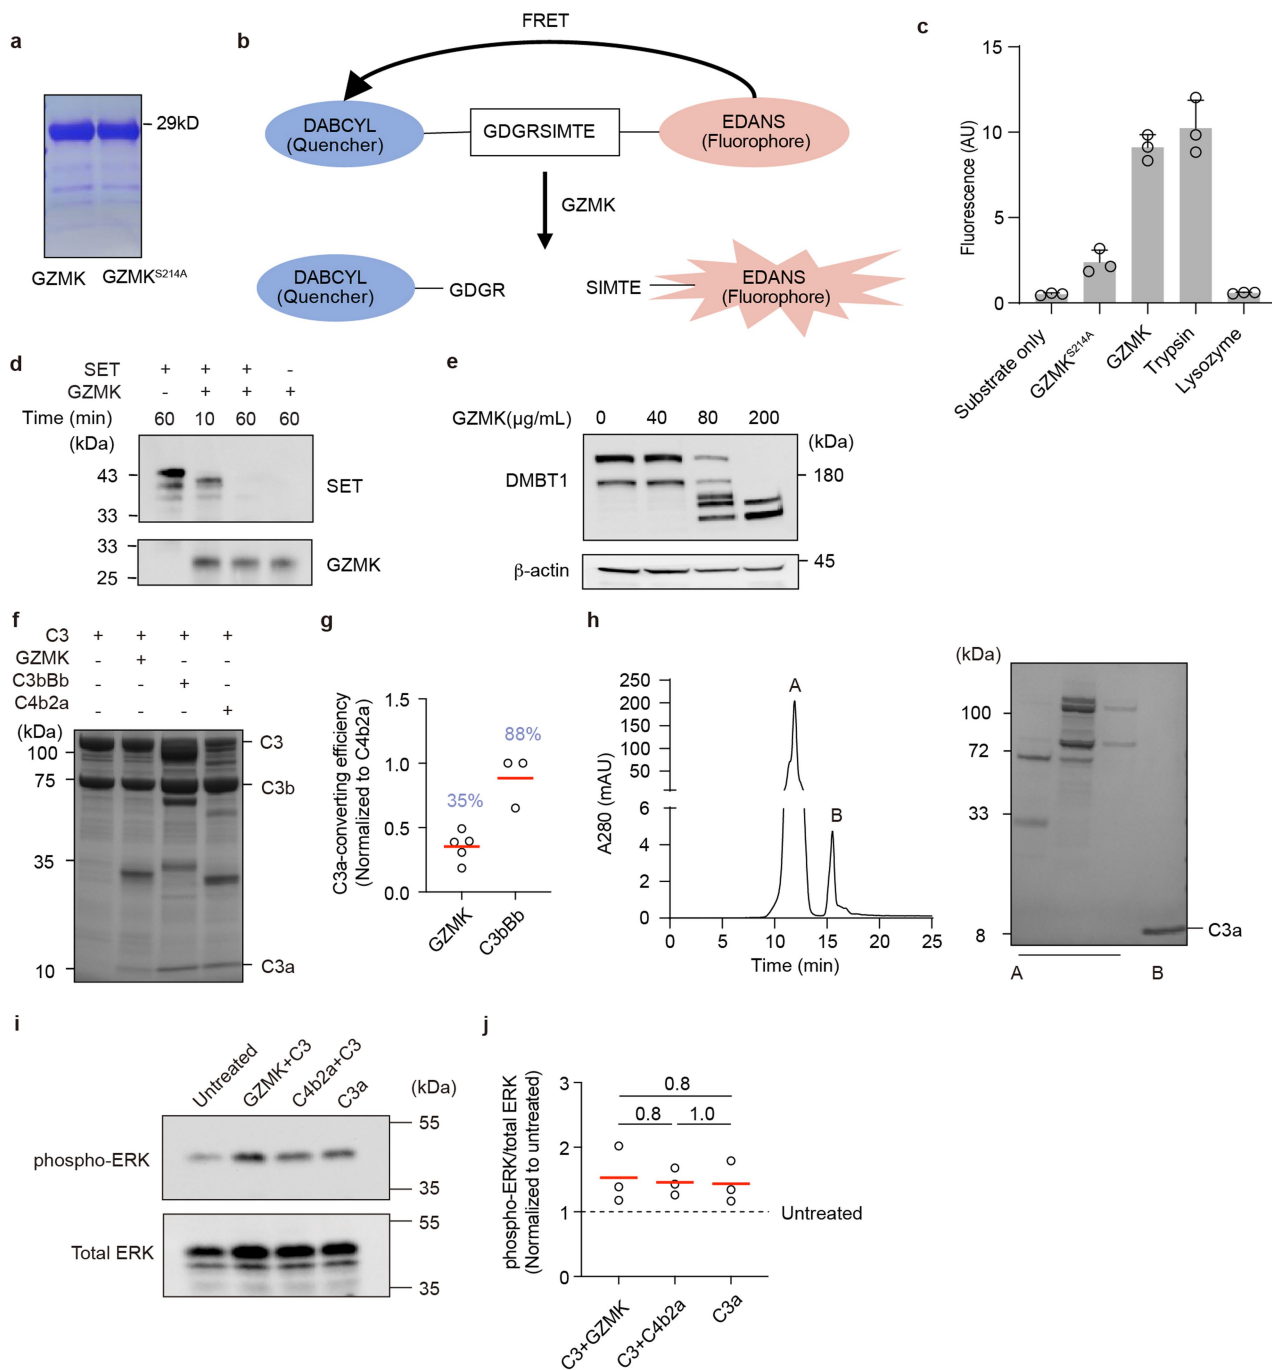 a
29kD
GZMK GZMK^S214A
b
FRET
DABCYL
(Quencher)
GDGRSIMTE
EDANS
(Fluorophore)
GZMK
DABCYL
(Quencher)
GDGR
SIMTE
EDANS
(Fluorophore)
c
Fluorescence (AU)
15
10
5
0
Substrate only
GZMK^S214A
GZMK
Trypsin
Lysozyme
d
SET + + + -
GZMK - + + +
Time (min) 60 10 60 60
(kDa)
43
33
SET
33
25
GZMK
e
GZMK(μg/mL) 0 40 80 200
(kDa)
DMBT1
180
β-actin
45
f
C3 + + + +
GZMK - + - -
C3bBb - - + -
C4b2a - - - +
(kDa)
100
75
35
10
C3
C3b
C3a
g
C3a-converting efficiency
(Normalized to C4b2a)
1.5
1.0
0.5
0.0
35%
88%
GZMK
C3bBb
h
A280 (mAU)
250
200
150
100
50
6
4
2
0
A
B
0 5 10 15 20 25
Time (min)
(kDa)
100
72
33
8
C3a
A B
i
Untreated
GZMK+C3
C4b2a+C3
C3a
(kDa)
phospho-ERK
55
35
Total ERK
55
35
j
phospho-ERK/total ERK
(Normalized to untreated)
3
2
1
0
0.8
0.8 1.0
Untreated
C3+GZMK
C3+C4b2a
C3a